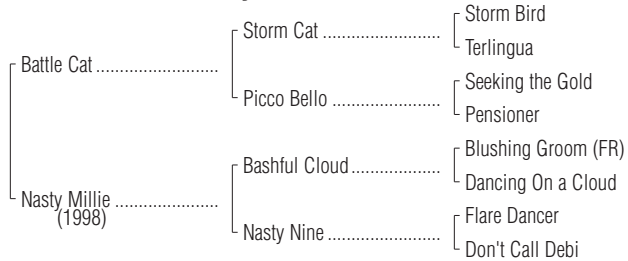 Storm Bird
Storm Cat ..............................
Terlingua
Battle Cat ...............................
Seeking the Gold
Picco Bello ............................
Pensioner
Blushing Groom (FR)
Bashful Cloud.......................
Dancing On a Cloud
Nasty Millie ..........................
(1998)
Flare Dancer
Nasty Nine .............................
Don't Call Debi